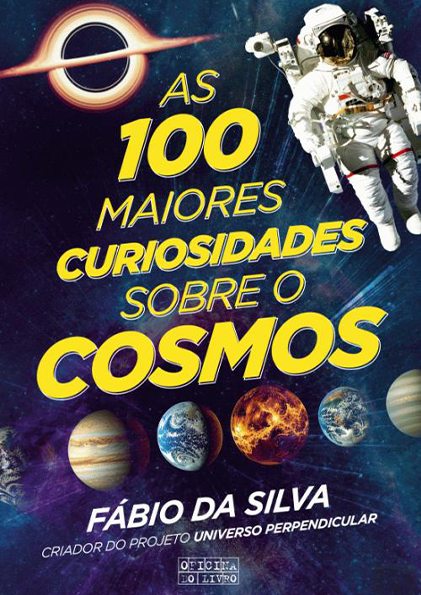 AS
100
MAIORES
CURIOSIDADES
SOBRE O
COSMOS
FÁBIO DA SILVA
CRIADOR DO PROJETO UNIVERSO PERPENDICULAR
OFICINA
DO LIVRO